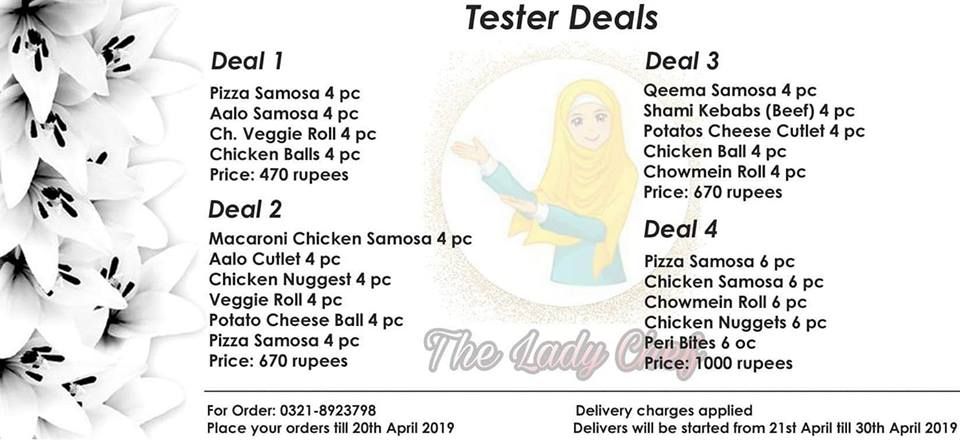 Tester Deals
Deal 1
Pizza Samosa 4 pc
Aalo Samosa 4 pc
Ch. Veggie Roll 4 pc
Chicken Balls 4 pc
Price: 470 rupees
Deal 2
Macaroni Chicken Samosa 4 pc
Aalo Cutlet 4 pc
Chicken Nuggest 4 pc
Veggie Roll 4 pc
Potato Cheese Ball 4 pc
Pizza Samosa 4 pc
Price: 670 rupees
Deal 3
Qeema Samosa 4 pc
Shami Kebabs (Beef) 4 pc
Potatos Cheese Cutlet 4 pc
Chicken Ball 4 pc
Chowmein Roll 4 pc
Price: 670 rupees
Deal 4
Pizza Samosa 6 pc
Chicken Samosa 6 pc
Chowmein Roll 6 pc
Chicken Nuggets 6 pc
Peri Bites 6 oc
Price: 1000 rupees
The Lady Chef
For Order: 0321-8923798
Place your orders till 20th April 2019
Delivery charges applied
Delivers will be started from 21st April till 30th April 2019